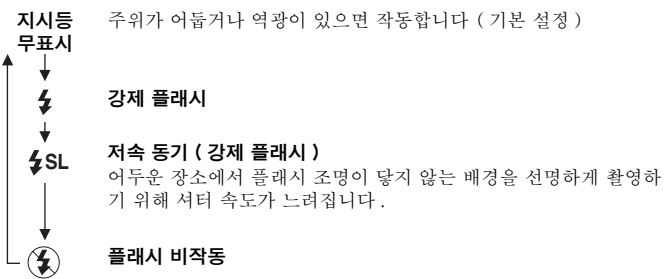 지시등 주위가 어둡거나 역광이 있으면 작동합니다 ( 기본 설정 )
무표시
강제 플래시
SL 저속 동기 ( 강제 플래시 )
어두운 장소에서 플래시 조명이 닿지 않는 배경을 선명하게 촬영하
기 위해 셔터 속도가 느려집니다 .
플래시 비작동